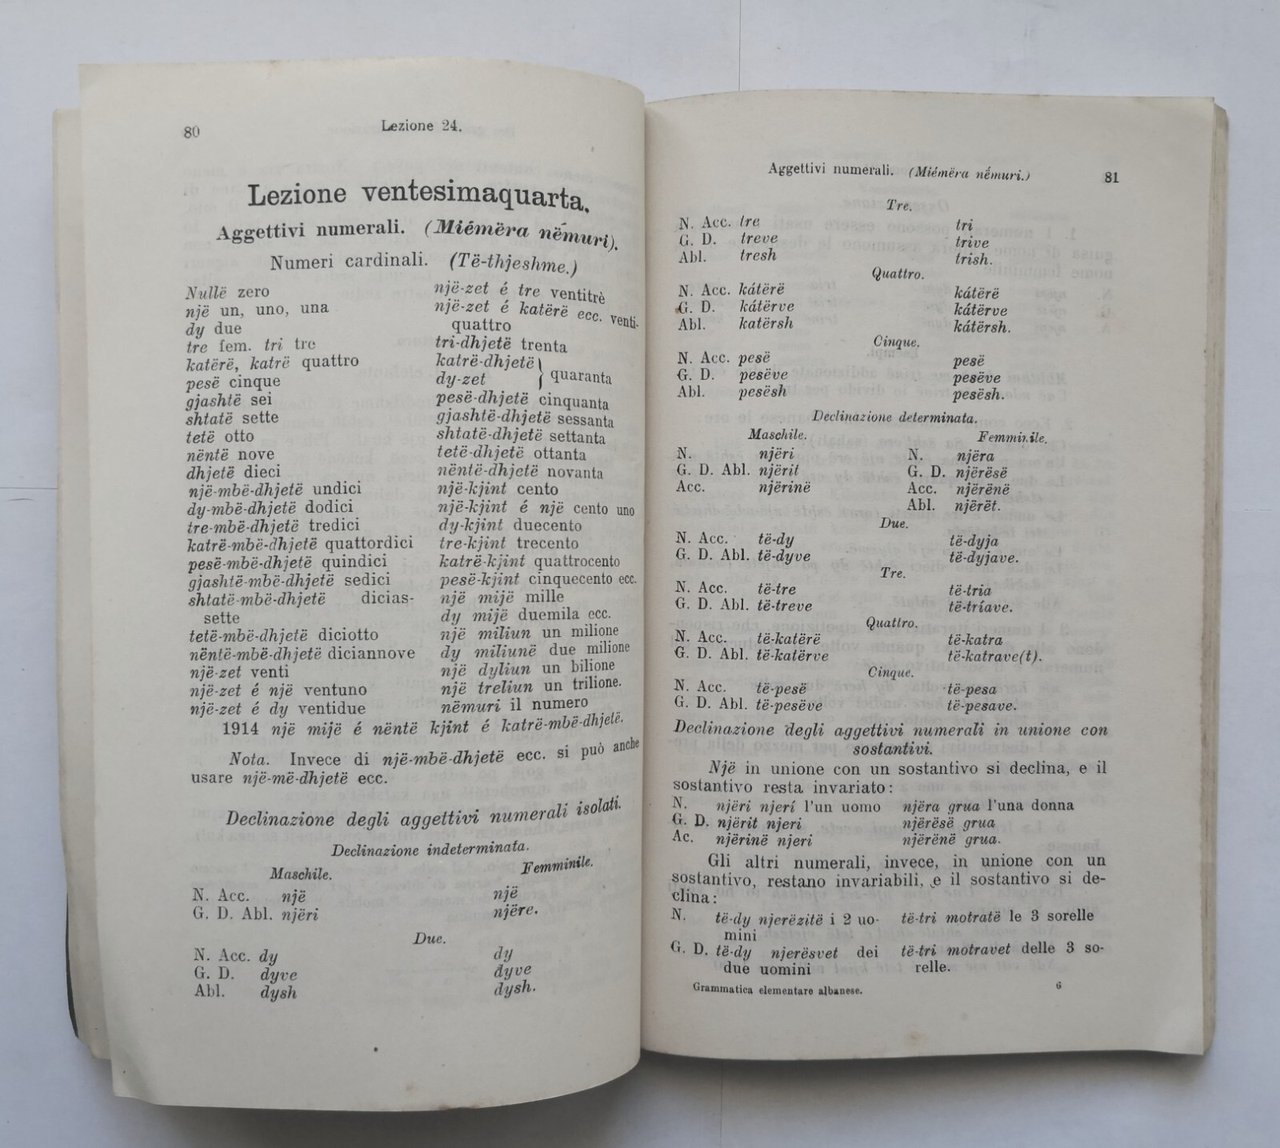 80
Lezione 24.
Lezione ventesimaquarta.
Aggettivi numerali. (Miémëra nëmuri).
Numeri cardinali. (Të-thjeshme.)
Nullë zero
një un, uno, una
dy due
tre fem. tri tre
katërë, katrë quattro
pesë cinque
gjashtë sei
shtatë sette
tetë otto
nëntë nove
dhjetë dieci
një-mbë-dhjetë undici
dy-mbë-dhjetë dodici
tre-mbë-dhjetë tredici
katrë-mbë-dhjetë quattordici
pesë-mbë-dhjetë quindici
gjashtë-mbë-dhjetë sedici
shtatë-mbë-dhjetë dicias-
sette
tetë-mbë-dhjetë diciotto
nëntë-mbë-dhjetë diciannove
një-zet venti
një-zet é një ventuno
një-zet é dy ventidue
një-zet é tre ventitrè
një-zet é katërë ecc. venti-
quattro
tri-dhjetë trenta
katrë-dhjetë
dy-zet } quaranta
pesë-dhjetë cinquanta
gjashtë-dhjetë sessanta
shtatë-dhjetë settanta
tetë-dhjetë ottanta
nëntë-dhjetë novanta
një-kjint cento
një-kjint é një cento uno
dy-kjint duecento
tre-kjint trecento
katrë-kjint quattrocento
pesë-kjint cinquecento ecc.
një mijë mille
dy mijë duemila ecc.
një miliun un milione
dy miliunë due milione
një dyliun un bilione
një treliun un trilione.
nëmuri il numero
1914 një mijë é nëntë kjint é katrë-mbë-dhjetë.
Nota. Invece di një-mbë-dhjetë ecc. si può anche
usare një-më-dhjetë ecc.
Declinazione degli aggettivi numerali isolati.
Declinazione indeterminata.
Maschile. Femminile.
N. Acc. një një
G. D. Abl. njëri njëre.
Due.
N. Acc. dy dy
G. D. dyve dyve
Abl. dysh dysh.
Aggettivi numerali. (Miémëra nëmuri.)
81
Tre.
N. Acc. tre tri
G. D. treve trive
Abl. tresh trish.
Quattro.
N. Acc. kátërë kátërë
G. D. kátërve kátërve
Abl. katërsh kátërsh.
Cinque.
N. Acc. pesë pesë
G. D. pesëve pesëve
Abl. pesësh pesësh.
Declinazione determinata.
Maschile. Femminile.
N. njëri N. njëra
G. D. Abl. njërit G. D. njërësë
Acc. njërinë Acc. njërënë
Abl. njërët.
Due.
N. Acc. të-dy të-dyja
G. D. Abl. të-dyve të-dyjave.
Tre.
N. Acc. të-tre të-tria
G. D. Abl. të-treve të-tríave.
Quattro.
N. Acc. të-katërë të-katra
G. D. Abl. të-katërve të-katrave(t).
Cinque.
N. Acc. të-pesë të-pesa
G. D. Abl. të-pesëve të-pesave.
Declinazione degli aggettivi numerali in unione con
sostantivi.
Një in unione con un sostantivo si declina, e il
sostantivo resta invariato:
N. njëri njerí l'un uomo njëra grua l'una donna
G. D. njërit njeri njërësë grua
Ac. njërinë njeri njërënë grua.
Gli altri numerali, invece, in unione con un
sostantivo, restano invariabili, e il sostantivo si de-
clina:
N. të-dy njerëzitë i 2 uo- të-tri motratë le 3 sorelle
mini
G. D. të-dy njerësvet dei të-tri motravet delle 3 so-
due uomini relle.
Grammatica elementare albanese. 6